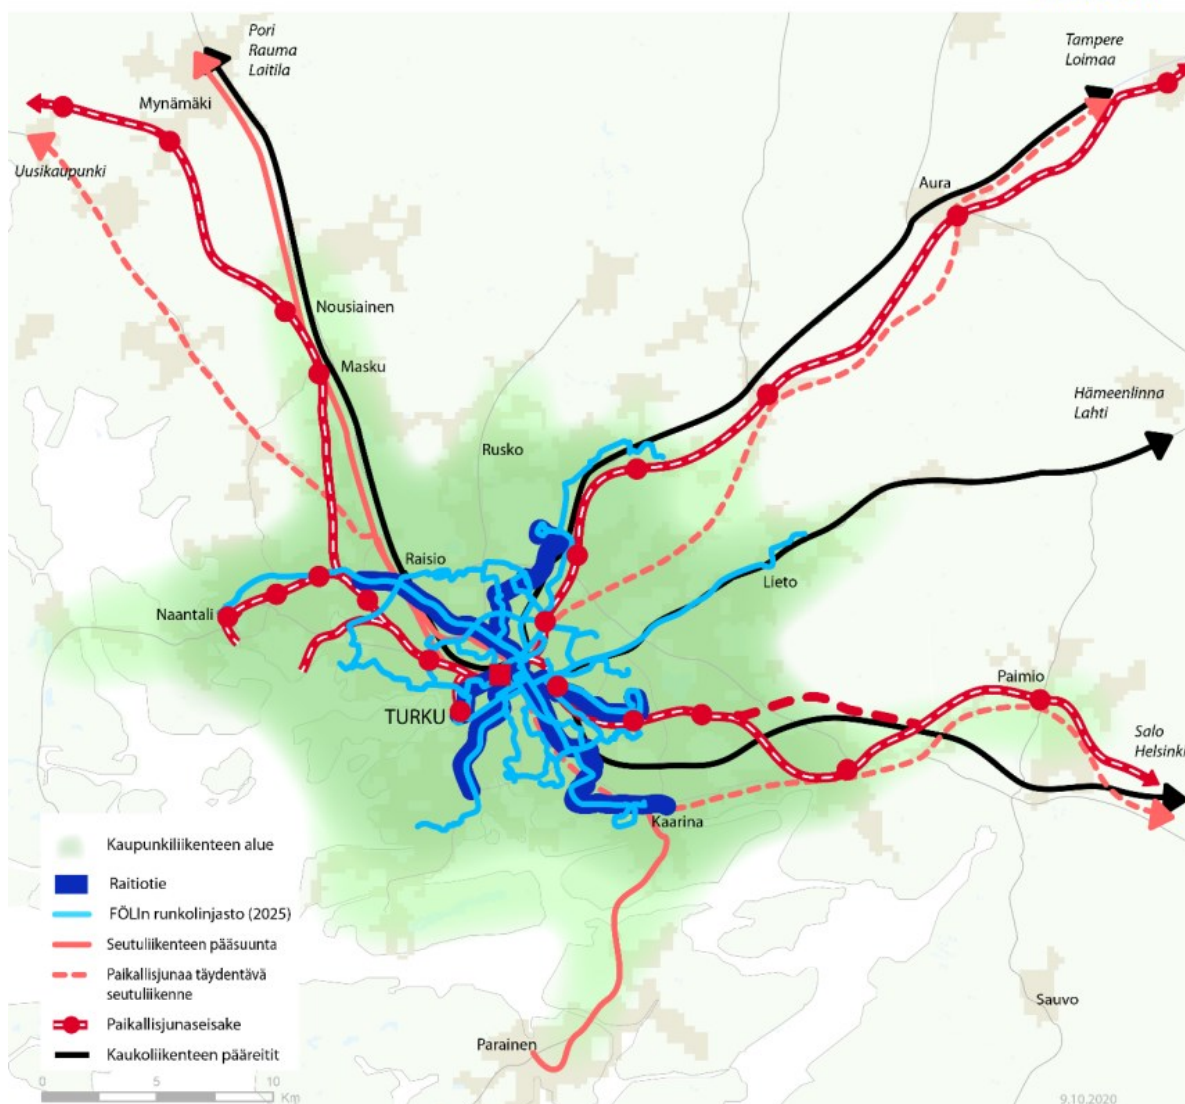 Pori
Rauma
Laitila
Tampere
Loimaa
Mynämäki
Uusikaupunki
Aura
Nousiainen
Masku
Hämeenlinna
Lahti
Rusko
Raisio
Lieto
Naantali
Paimio
TURKU
Salo
Helsinki
Kaarina
Kaupunkiliikenteen alue
Raitiotie
FÖLIn runkolinjasto (2025)
Seutuliikenteen pääsuunta
Paikallisjunaa täydentävä
seutuliikenne
Paikallisjunaseisake
Kaukoliikenteen pääreitit
Sauvo
Parainen
0 5 10
Km
9.10.2020